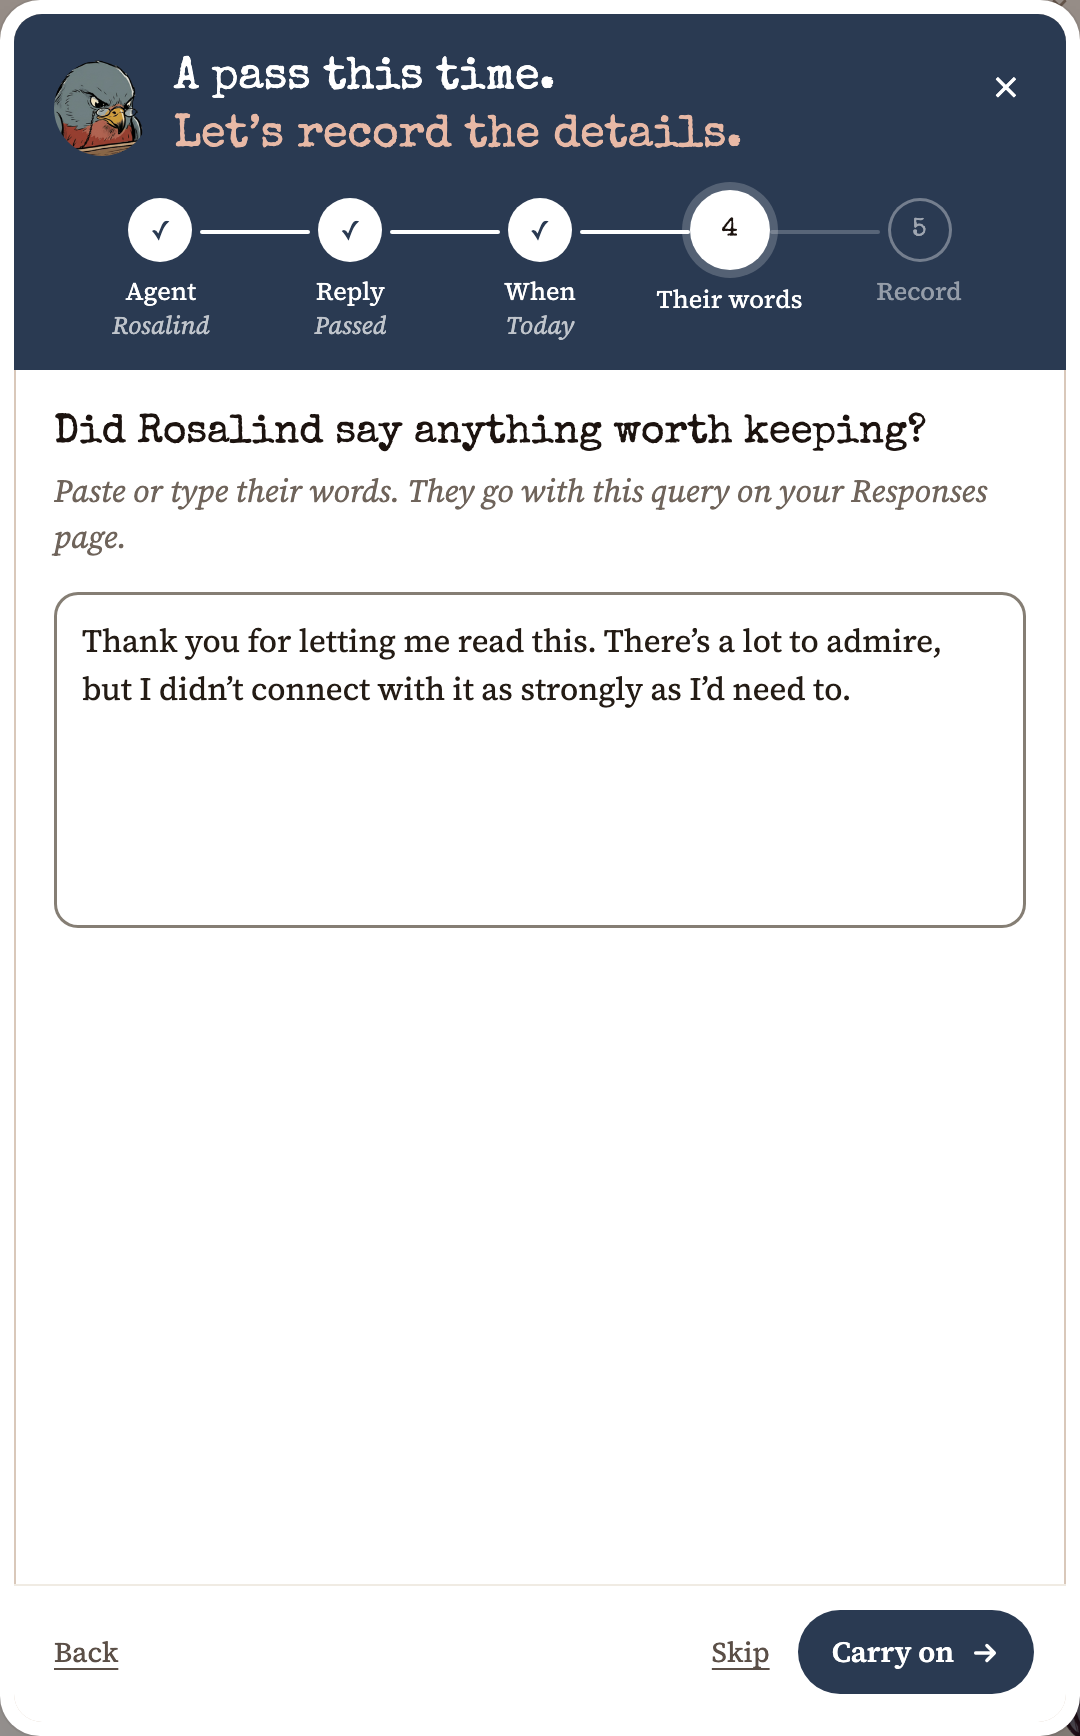 A pass this time.
Let’s record the details.
✓
✓
✓
4
5
Agent
Reply
When
Their words
Record
Rosalind
Passed
Today
Did Rosalind say anything worth keeping?
Paste or type their words. They go with this query on your Responses
page.
Thank you for letting me read this. There’s a lot to admire,
but I didn’t connect with it as strongly as I’d need to.
Back
Skip
Carry on →